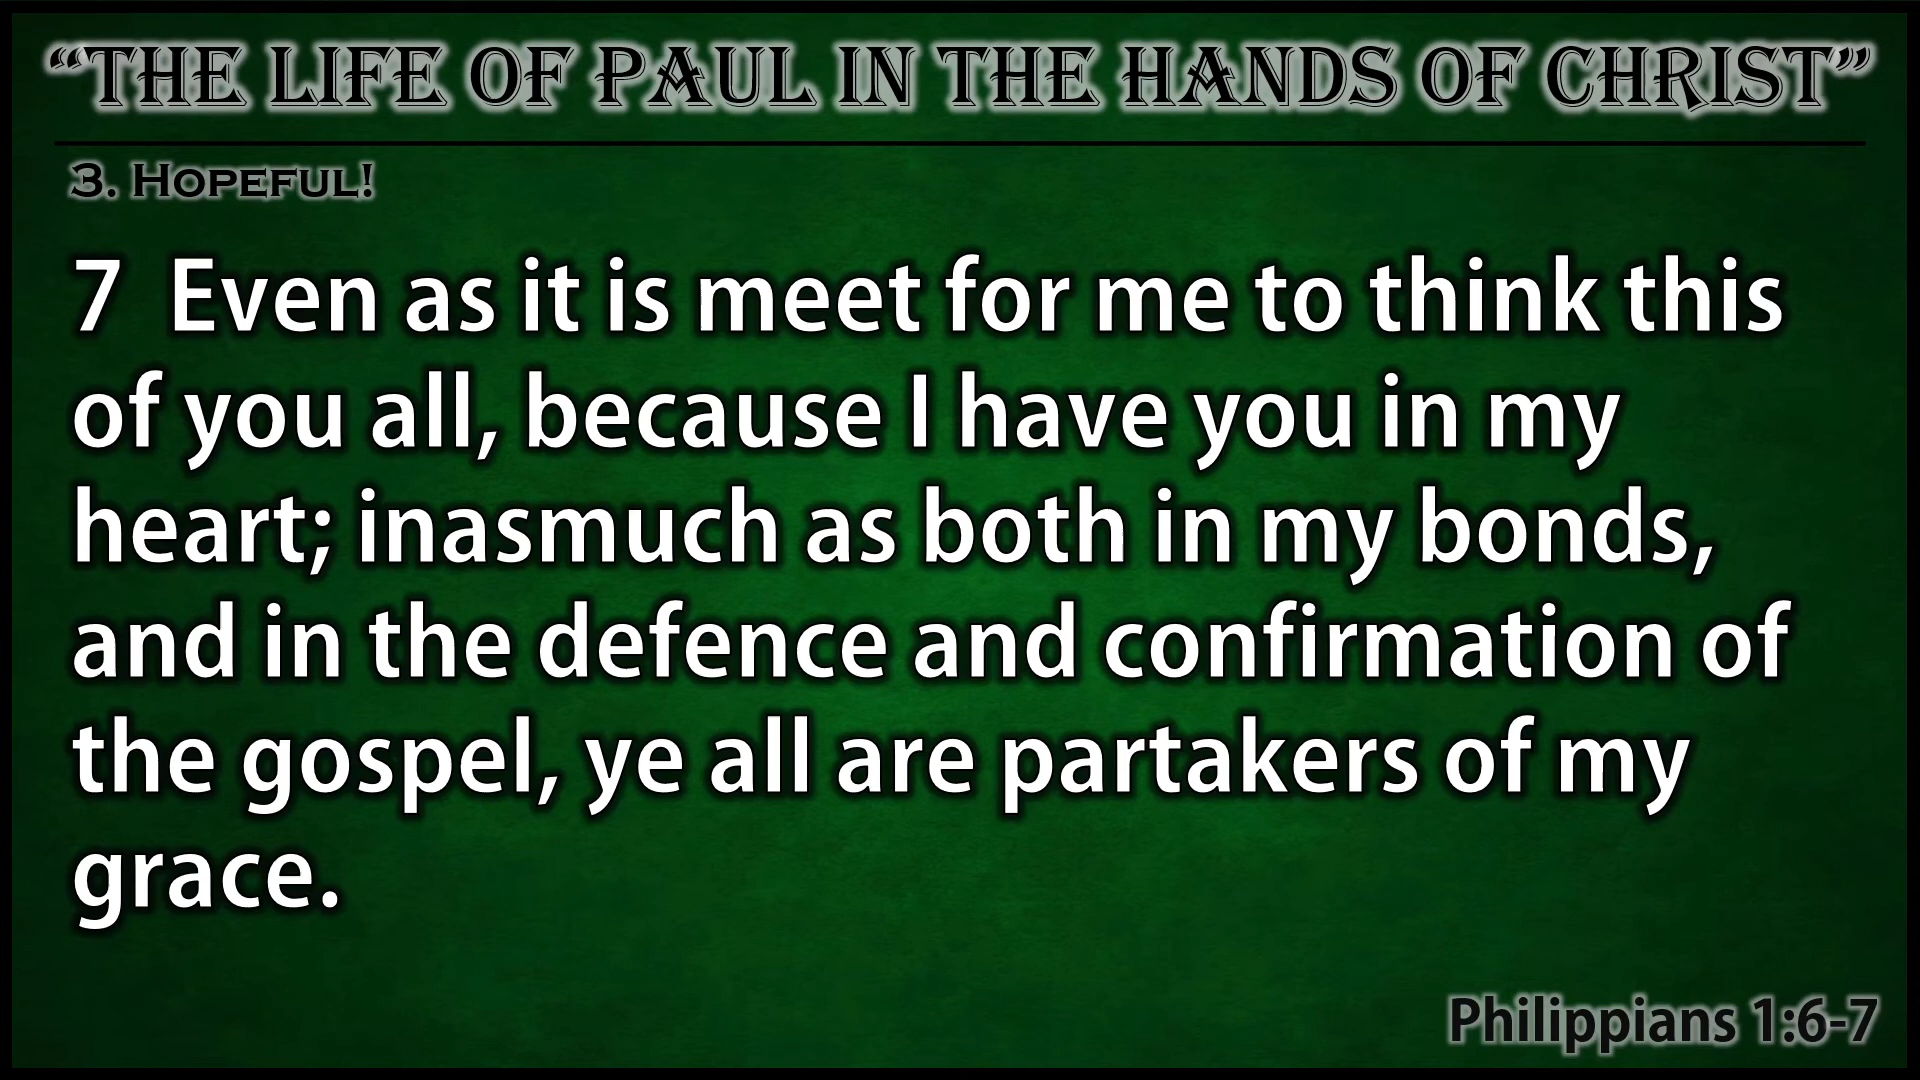 “The Life of Paul in the Hands of Christ”
3. Hopeful!
7 Even as it is meet for me to think this
of you all, because I have you in my
heart; inasmuch as both in my bonds,
and in the defence and confirmation of
the gospel, ye all are partakers of my
grace.
Philippians 1:6-7